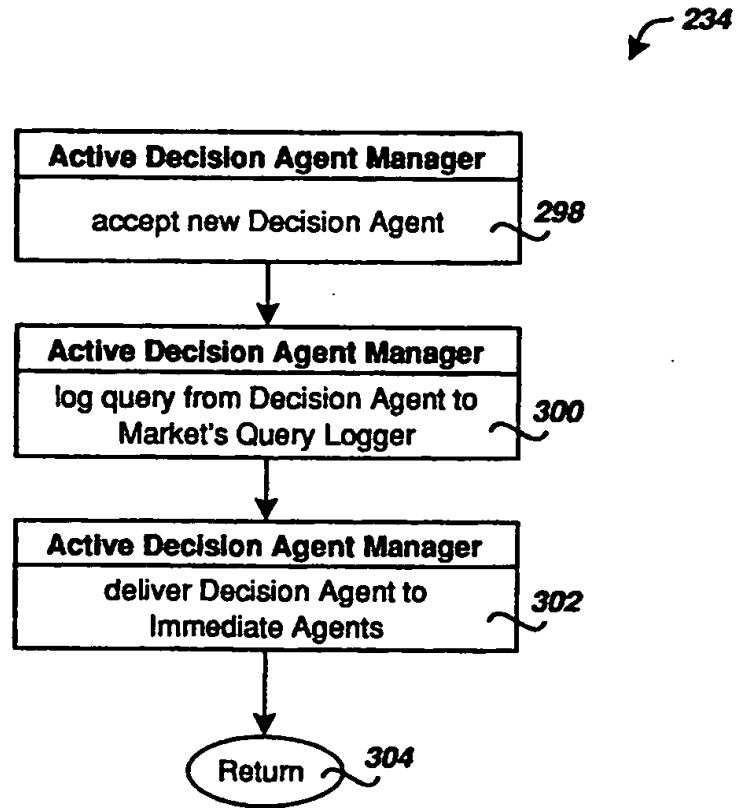 234
Active Decision Agent Manager
accept new Decision Agent
298
Active Decision Agent Manager
log query from Decision Agent to
Market's Query Logger
300
Active Decision Agent Manager
deliver Decision Agent to
Immediate Agents
302
Return
304